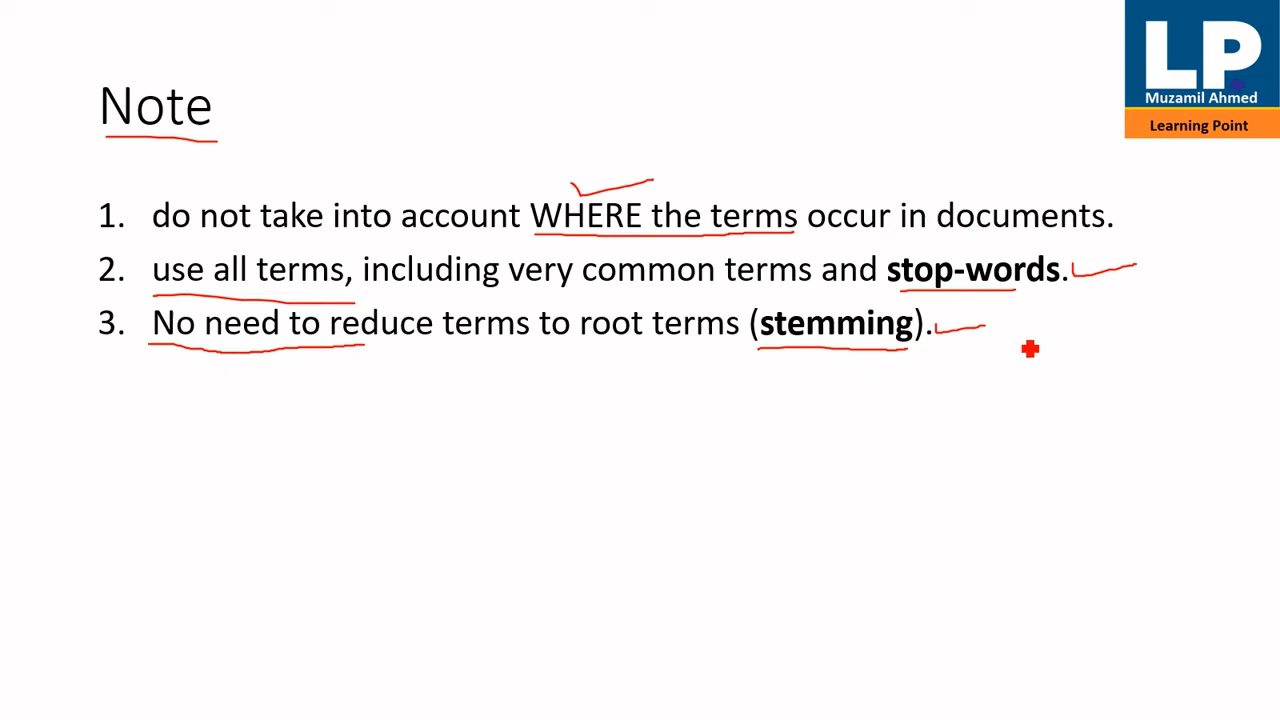 LP.
Muzamil Ahmed
Learning Point
Note
1. do not take into account WHERE the terms occur in documents.
2. use all terms, including very common terms and stop-words.
3. No need to reduce terms to root terms (stemming).